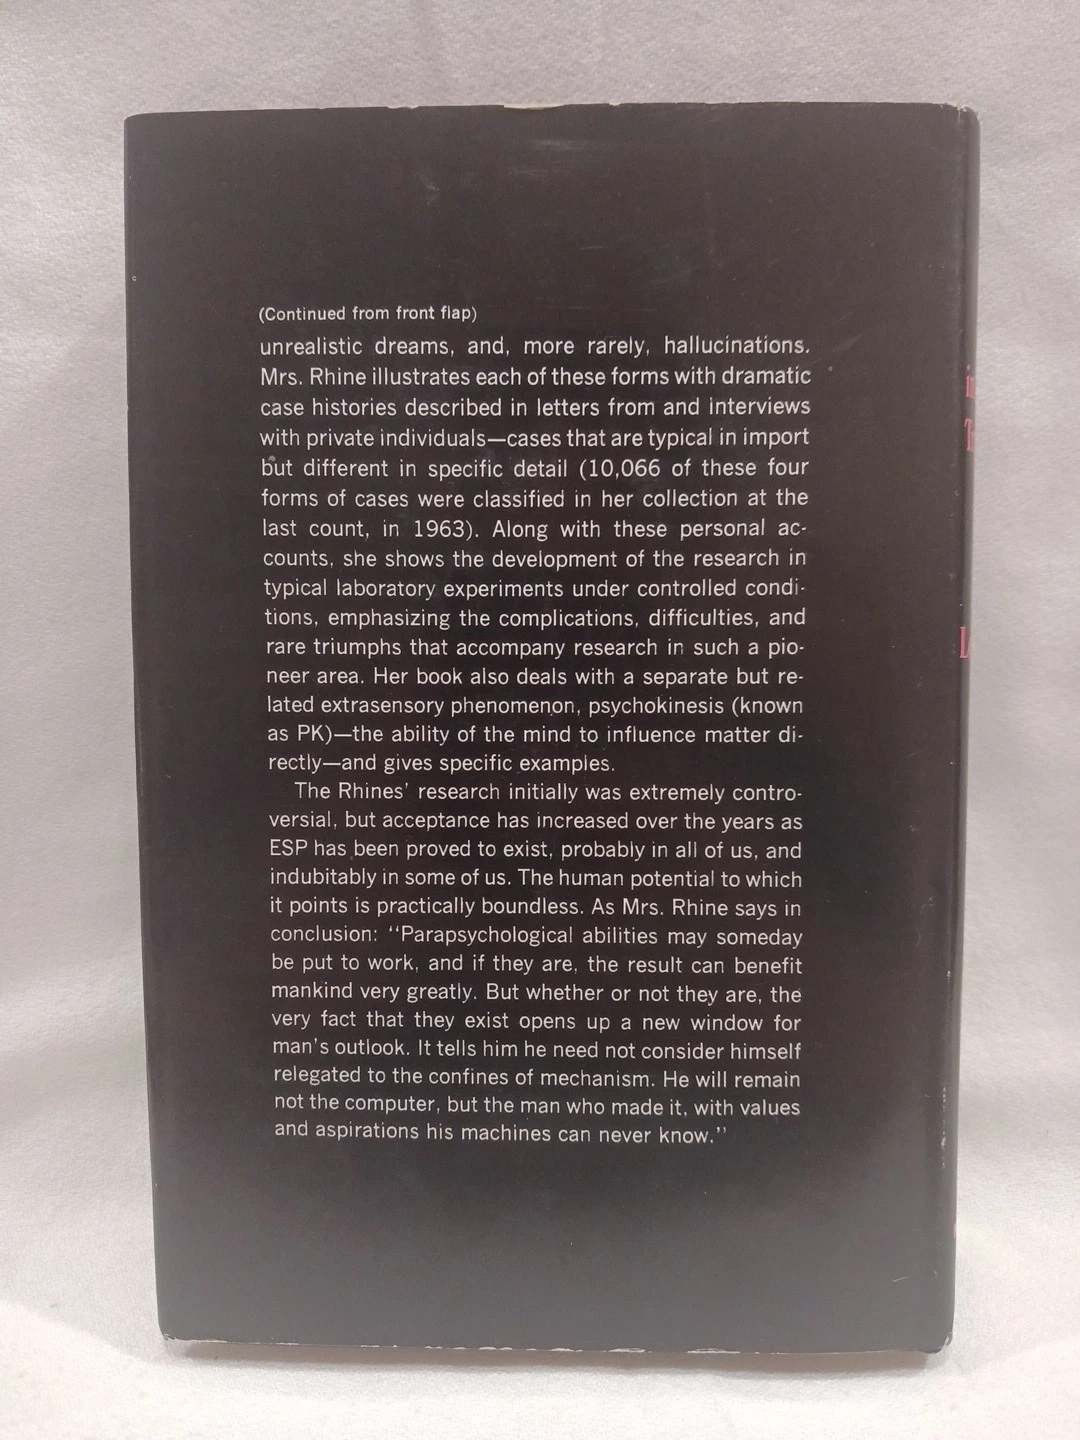 (Continued from front flap)
unrealistic dreams, and, more rarely, hallucinations.
Mrs. Rhine illustrates each of these forms with dramatic
case histories described in letters from and interviews
with private individuals—cases that are typical in import
but different in specific detail (10,066 of these four
forms of cases were classified in her collection at the
last count, in 1963). Along with these personal ac-
counts, she shows the development of the research in
typical laboratory experiments under controlled condi-
tions, emphasizing the complications, difficulties, and
rare triumphs that accompany research in such a pio-
neer area. Her book also deals with a separate but re-
lated extrasensory phenomenon, psychokinesis (known
as PK)—the ability of the mind to influence matter di-
rectly—and gives specific examples.
The Rhines' research initially was extremely contro-
versial, but acceptance has increased over the years as
ESP has been proved to exist, probably in all of us, and
indubitably in some of us. The human potential to which
it points is practically boundless. As Mrs. Rhine says in
conclusion: "Parapsychological abilities may someday
be put to work, and if they are, the result can benefit
mankind very greatly. But whether or not they are, the
very fact that they exist opens up a new window for
man's outlook. It tells him he need not consider himself
relegated to the confines of mechanism. He will remain
not the computer, but the man who made it, with values
and aspirations his machines can never know."